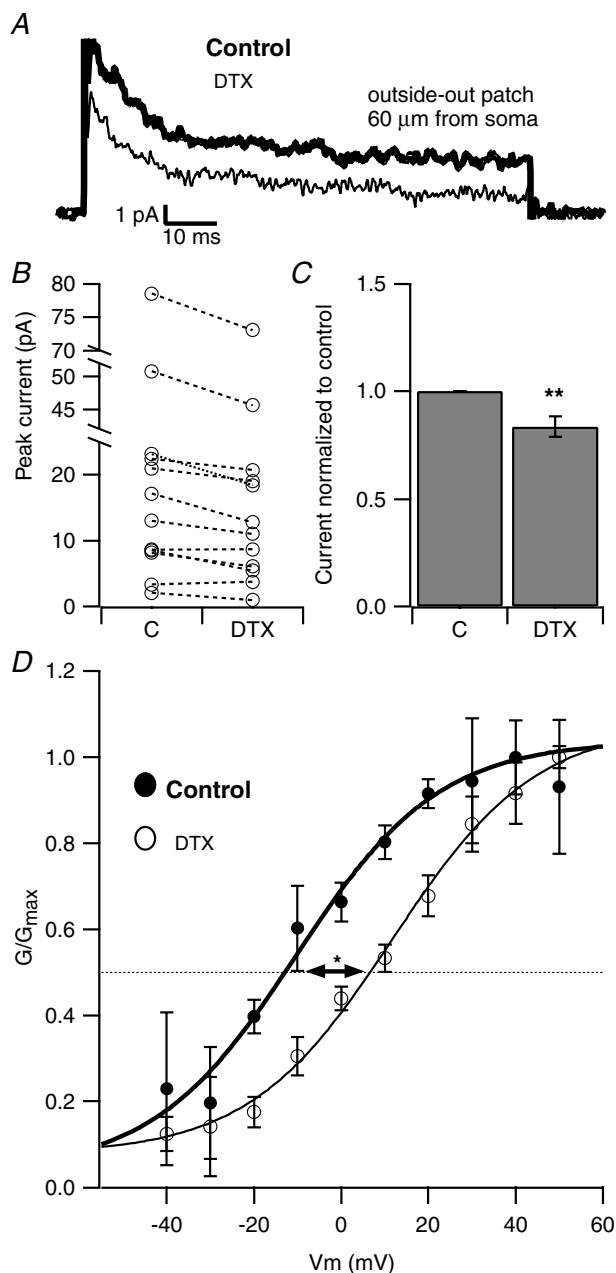 A
Control
DTX
outside-out patch
60 μm from soma
1 pA
10 ms
B
Peak current (pA)
80
75
70
50
45
20
10
0
C
DTX
C
Current normalized to control
1.5
1.0
0.5
0.0
**
C
DTX
D
G/Gmax
1.2
1.0
0.8
0.6
0.4
0.2
0.0
Control
DTX
*
-40
-20
0
20
40
60
Vm (mV)